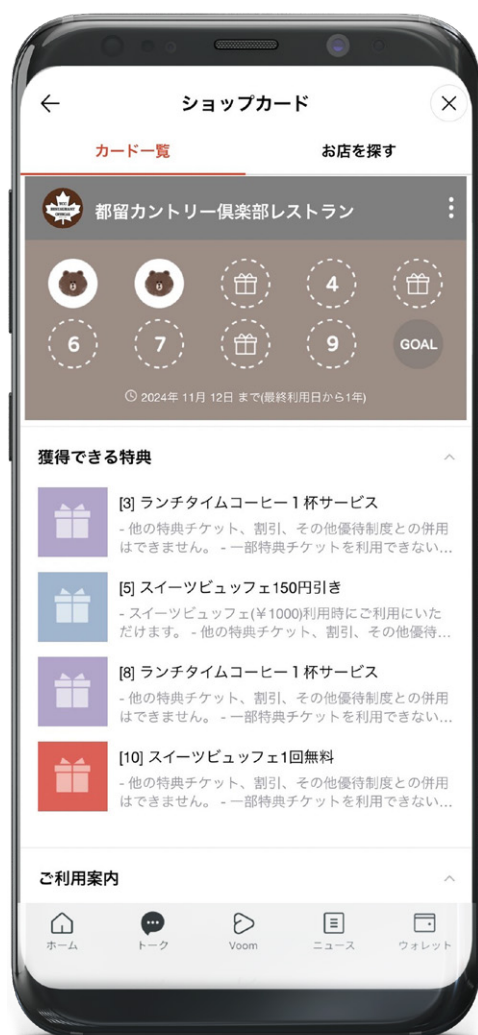 ショップカード
カード一覧
お店を探す
都留カントリー倶楽部レストラン
4
6
7
9
GOAL
2024年 11月 12日 まで(最終利用日から1年)
獲得できる特典
[3] ランチタイムコーヒー1杯サービス
- 他の特典チケット、割引、その他優待制度との併用
はできません。 - 一部特典チケットを利用できない...
[5] スイーツビュッフェ150円引き
- スイーツビュッフェ(¥1000)利用時にご利用にいた
だけます。 - 他の特典チケット、割引、その他優待...
[8] ランチタイムコーヒー1杯サービス
- 他の特典チケット、割引、その他優待制度との併用
はできません。 - 一部特典チケットを利用できない...
[10] スイーツビュッフェ1回無料
- 他の特典チケット、割引、その他優待制度との併用
はできません。 - 一部特典チケットを利用できない...
ご利用案内
ホーム
トーク
Voom
ニュース
ウォレット